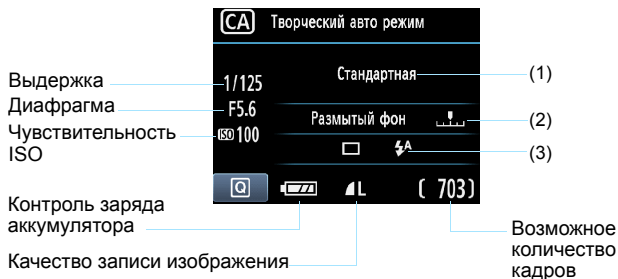 CA Творческий авто режим
Выдержка
1/125
Стандартная
(1)
Диафрагма
F5.6
Размытый фон
(2)
Чувствительность
ISO
ISO 100
(3)
Q
L
[ 703]
Контроль заряда
аккумулятора
Качество записи изображения
Возможное
количество
кадров